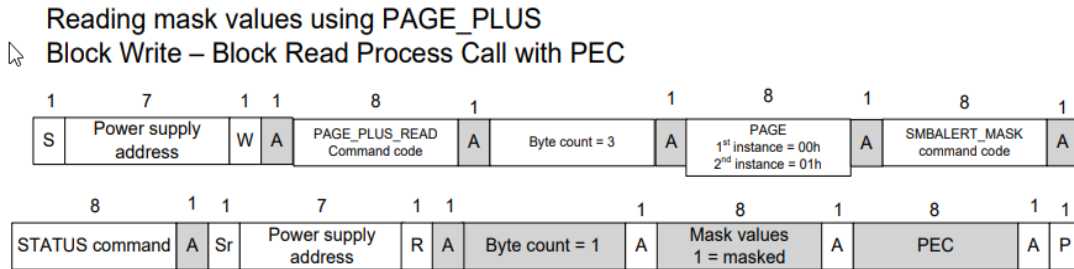 Reading mask values using PAGE_PLUS
Block Write – Block Read Process Call with PEC
1 7 1 1 8 1 1 8 1 8 1
S Power supply address W A PAGE_PLUS_READ Command code A Byte count = 3 A PAGE 1st instance = 00h 2nd instance = 01h A SMBALERT_MASK command code A
8 1 1 7 1 1 1 8 1 8 1 1
STATUS command A Sr Power supply address R A Byte count = 1 A Mask values 1 = masked A PEC A P